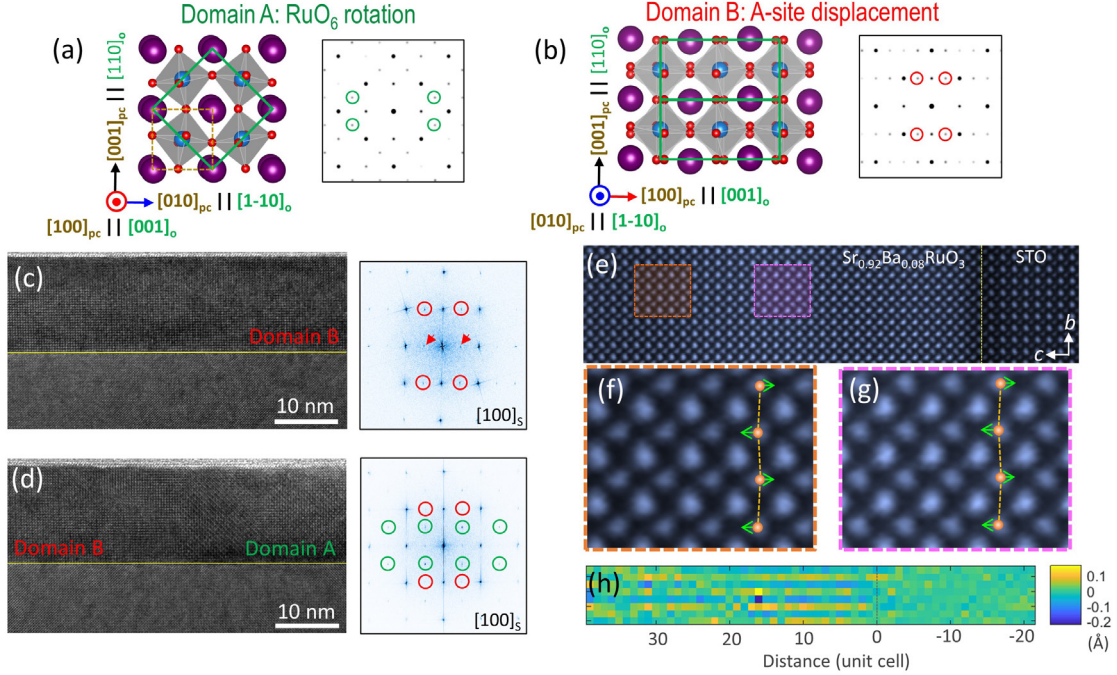 Domain A: RuO₆ rotation
Domain B: A-site displacement
(a)
[001]pc || [110]o
[010]pc || [1-10]o
[100]pc || [001]o
(b)
[001]pc || [110]o
[100]pc || [001]o
[010]pc || [1-10]o
(c)
Domain B
10 nm
[100]s
(d)
Domain B
Domain A
10 nm
[100]s
(e)
Sr0.92Ba0.08RuO3
STO
b
c
(f)
(g)
(h)
0.1
0
-0.1
-0.2
(Å)
30
20
10
0
-10
-20
Distance (unit cell)